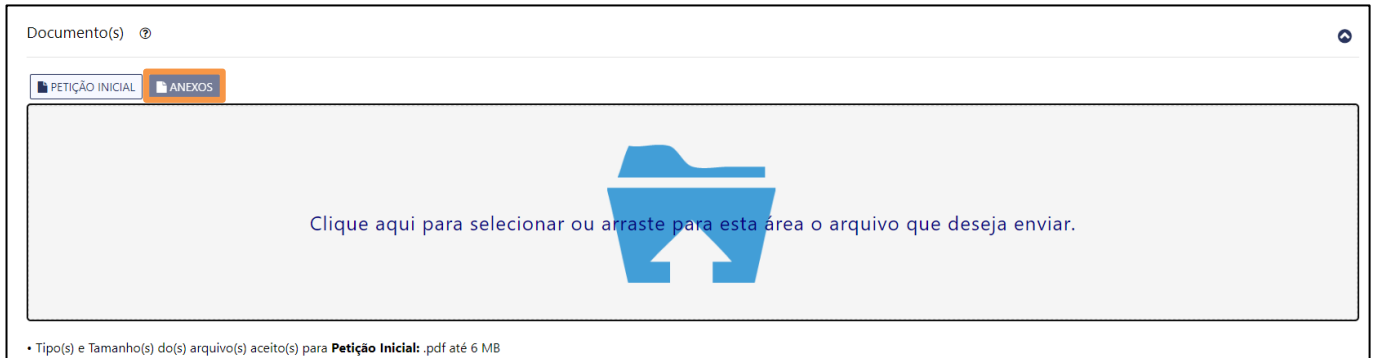 Documento(s)
PETIÇÃO INICIAL ANEXOS
Clique aqui para selecionar ou arraste para esta área o arquivo que deseja enviar.
• Tipo(s) e Tamanho(s) do(s) arquivo(s) aceito(s) para Petição Inicial: .pdf até 6 MB